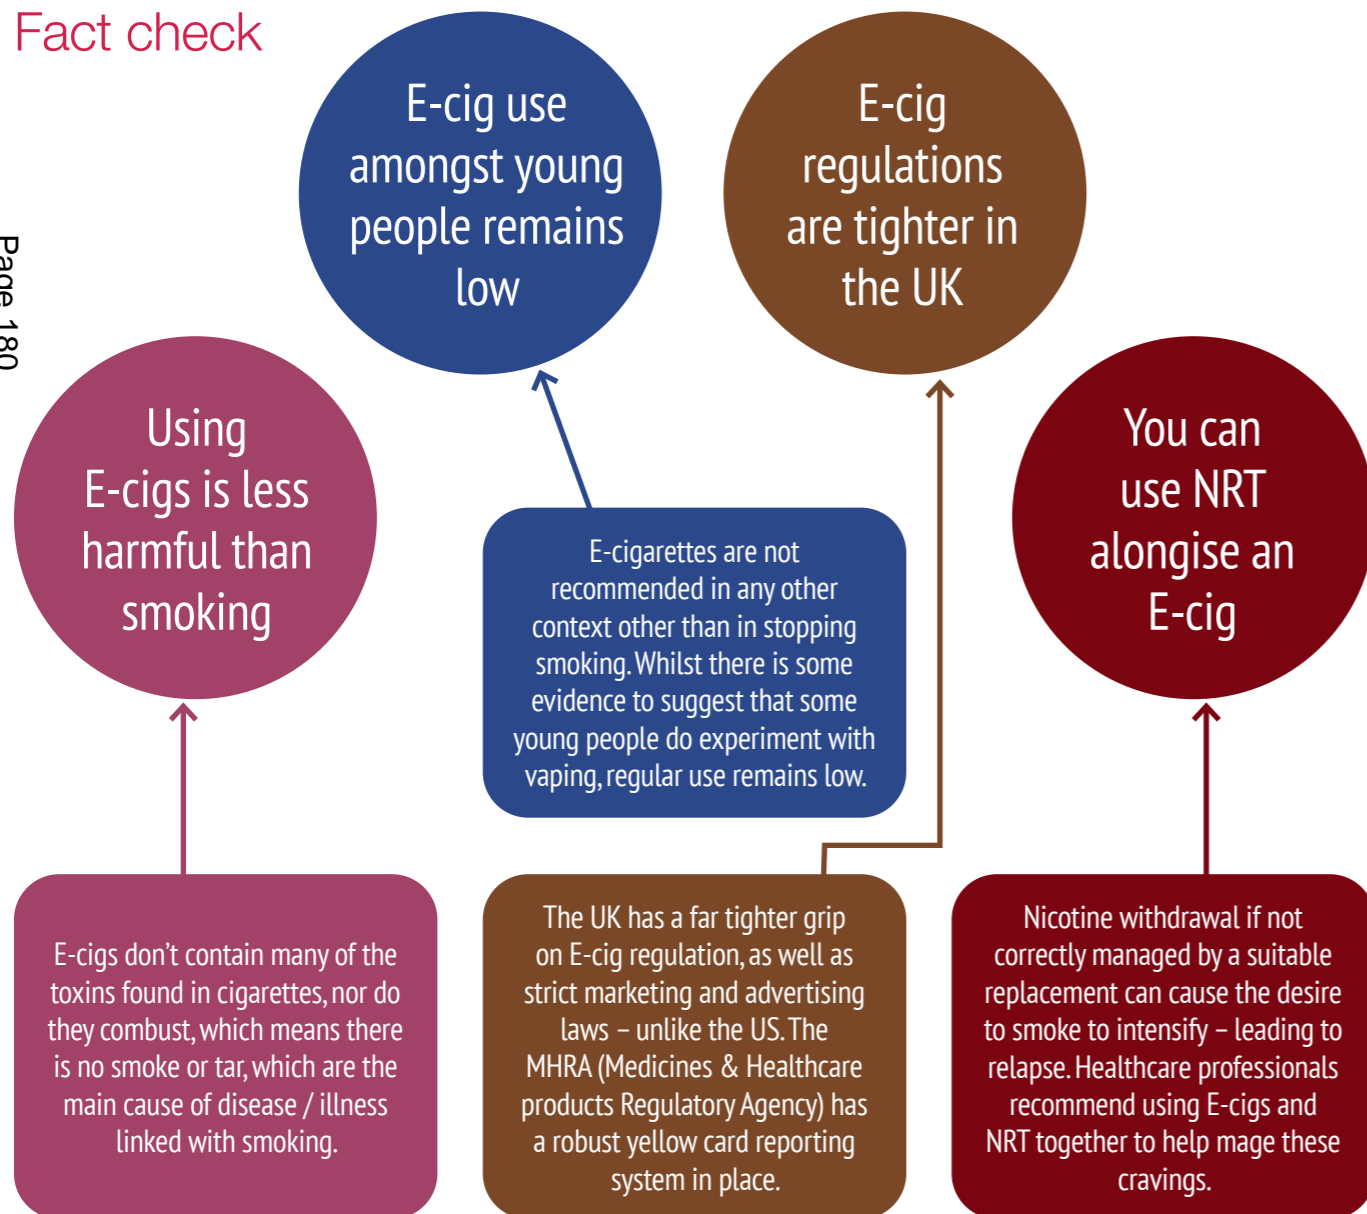 Fact check
Page 180
Using
E-cigs is less
harmful than
smoking
E-cigs don’t contain many of the
toxins found in cigarettes, nor do
they combust, which means there
is no smoke or tar, which are the
main cause of disease / illness
linked with smoking.
E-cig use
amongst young
people remains
low
E-cigarettes are not
recommended in any other
context other than in stopping
smoking. Whilst there is some
evidence to suggest that some
young people do experiment with
vaping, regular use remains low.
E-cig
regulations
are tighter in
the UK
The UK has a far tighter grip
on E-cig regulation, as well as
strict marketing and advertising
laws – unlike the US. The
MHRA (Medicines & Healthcare
products Regulatory Agency) has
a robust yellow card reporting
system in place.
You can
use NRT
alongise an
E-cig
Nicotine withdrawal if not
correctly managed by a suitable
replacement can cause the desire
to smoke to intensify – leading to
relapse. Healthcare professionals
recommend using E-cigs and
NRT together to help mage these
cravings.